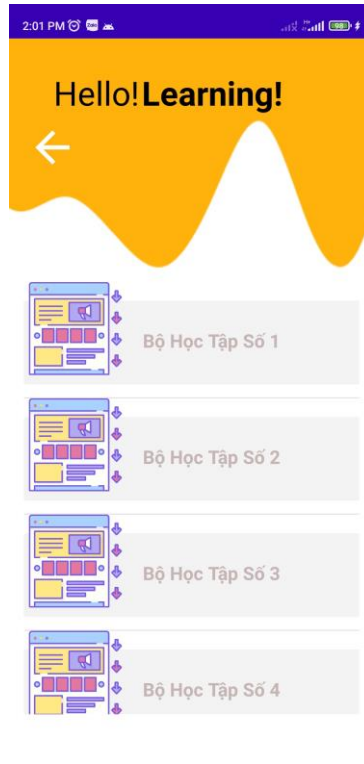 2:01 PM
Hello!Learning!
Bộ Học Tập Số 1
Bộ Học Tập Số 2
Bộ Học Tập Số 3
Bộ Học Tập Số 4